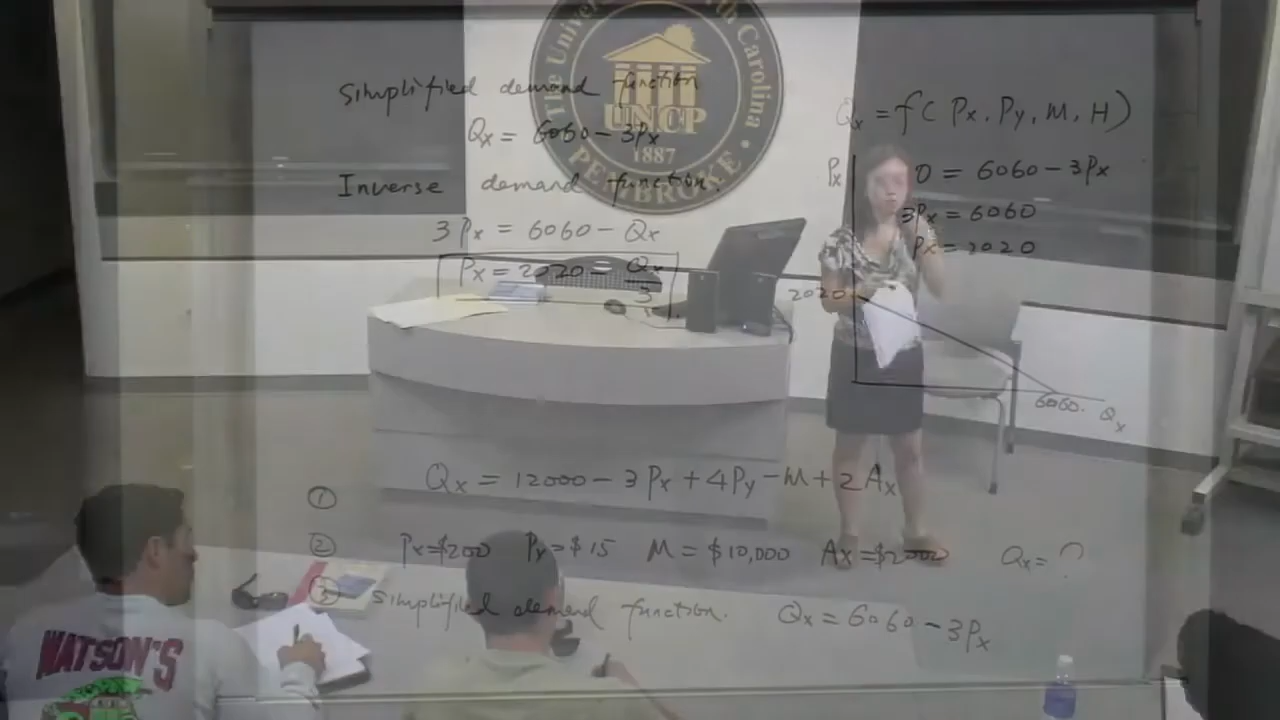 Simplified demand function
Qx = 6060 - 3Px
Inverse demand function.
3Px = 6060 - Qx
Px = 2020 - Qx/3
Qx = f( Px, Py, M, H)
Px
0 = 6060 - 3Px
3Px = 6060
Px = 2020
2020
6060.
Qx
① Qx = 12000 - 3Px + 4Py - M + 2Ax
② Px=$200 Py=$15 M = $10,000 Ax=$2000 Qx = ?
③ simplified demand function. Qx = 6060 - 3Px
The University North Carolina
UNCP
1887
PEMBROKE
WATSON'S